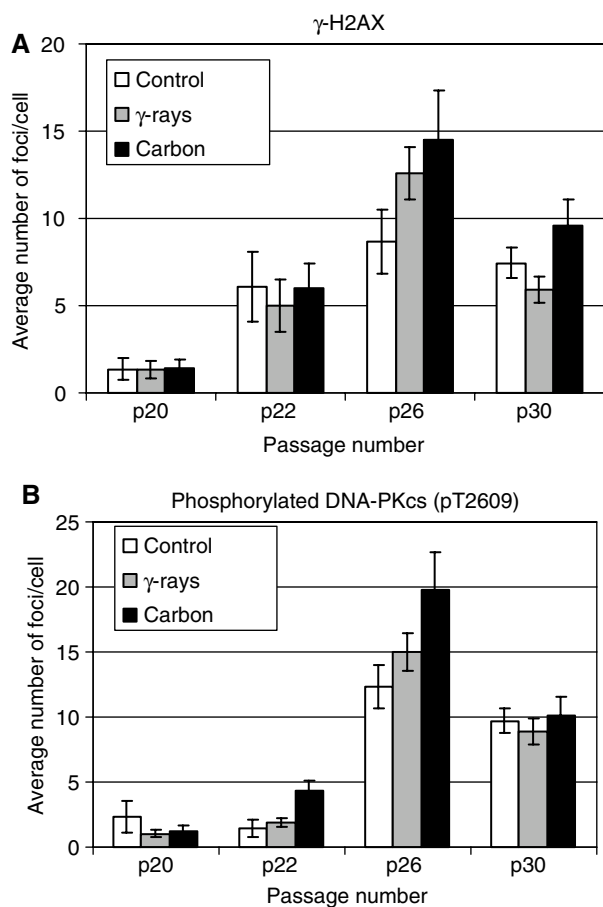 A
γ-H2AX
Average number of foci/cell
20
15
10
5
0
Control
γ-rays
Carbon
p20 p22 p26 p30
Passage number
B
Phosphorylated DNA-PKcs (pT2609)
Average number of foci/cell
25
20
15
10
5
0
Control
γ-rays
Carbon
p20 p22 p26 p30
Passage number